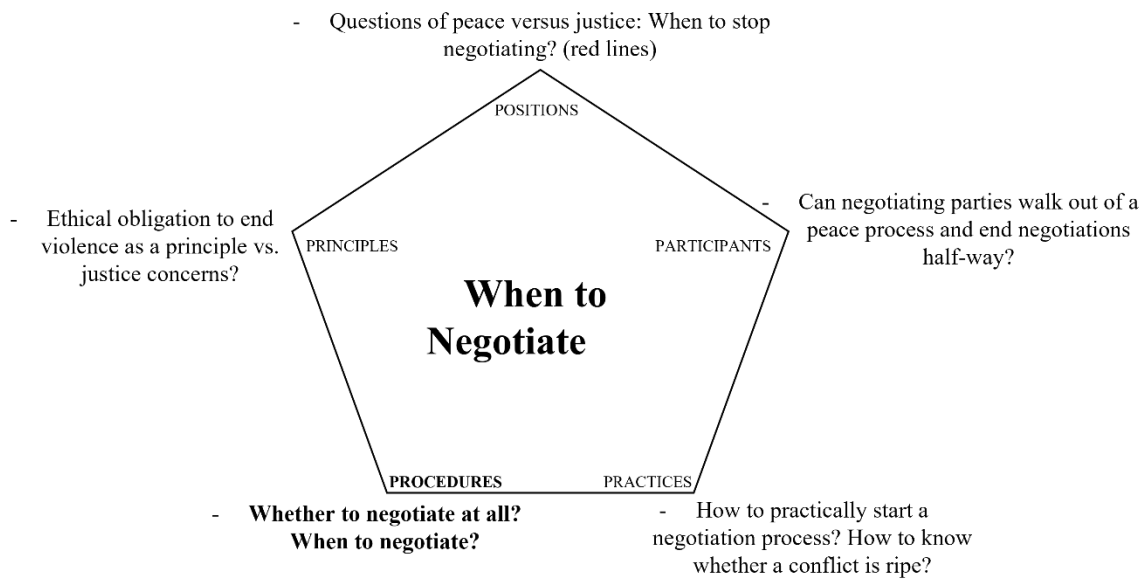 - Questions of peace versus justice: When to stop
negotiating? (red lines)
POSITIONS
- Ethical obligation to end
violence as a principle vs.
justice concerns?
PRINCIPLES
PARTICIPANTS
- Can negotiating parties walk out of a
peace process and end negotiations
half-way?
When to
Negotiate
PROCEDURES
- Whether to negotiate at all?
When to negotiate?
PRACTICES
- How to practically start a
negotiation process? How to know
whether a conflict is ripe?